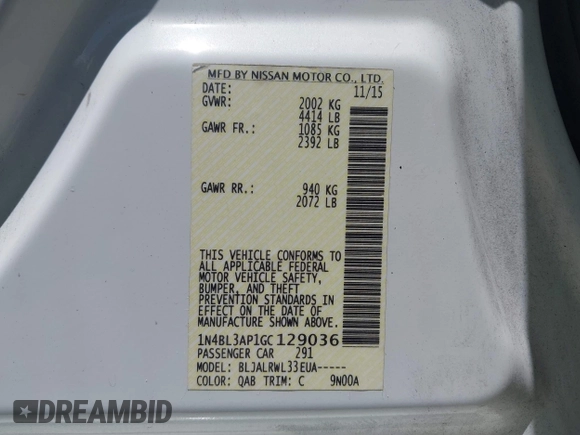 MFD BY NISSAN MOTOR CO., LTD.
DATE: 11/15
GVWR: 2002 KG
4414 LB
GAWR FR.: 1085 KG
2392 LB
GAWR RR.: 940 KG
2072 LB
THIS VEHICLE CONFORMS TO
ALL APPLICABLE FEDERAL
MOTOR VEHICLE SAFETY,
BUMPER, AND THEFT
PREVENTION STANDARDS IN
EFFECT ON THE DATE OF
MANUFACTURE SHOWN ABOVE.
1N4BL3AP1GC129036
PASSENGER CAR 291
MODEL: BLJALRWL33EUA-----
COLOR: QAB TRIM: C 9N00A
DREAMBID